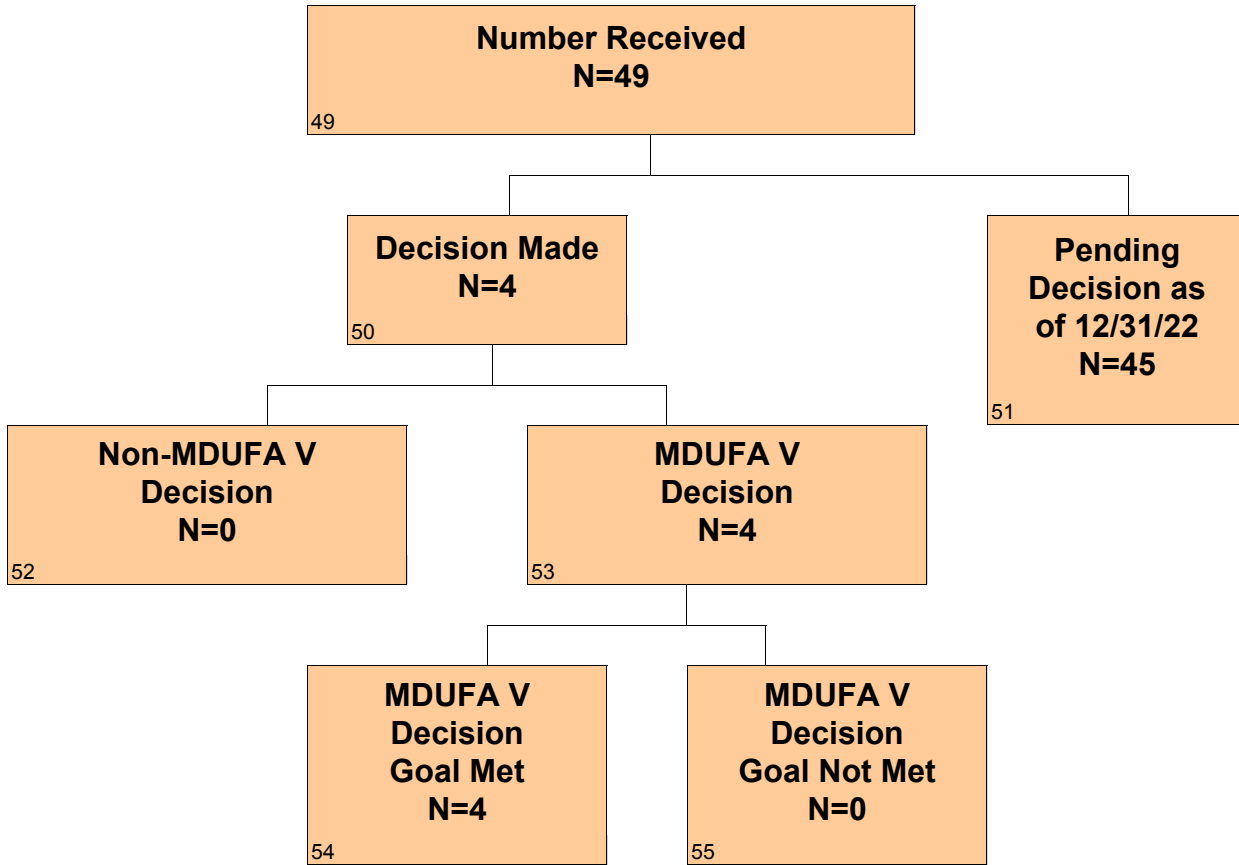 Number Received
N=49
49
Decision Made
N=4
50
Pending
Decision as
of 12/31/22
N=45
51
Non-MDUFA V
Decision
N=0
52
MDUFA V
Decision
N=4
53
MDUFA V
Decision
Goal Met
N=4
54
MDUFA V
Decision
Goal Not Met
N=0
55